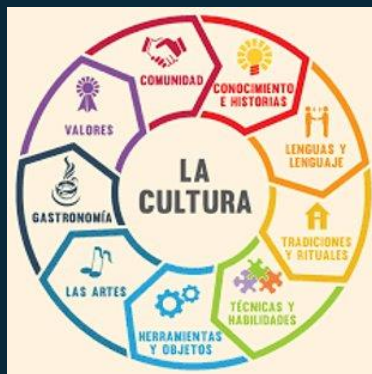 LA
CULTURA
COMUNIDAD
CONOCIMIENTO
E HISTORIAS
LENGUAS Y
LENGUAJE
TRADICIONES
Y RITUALES
TÉCNICAS Y
HABILIDADES
HERRAMIENTAS
Y OBJETOS
LAS ARTES
GASTRONOMÍA
VALORES